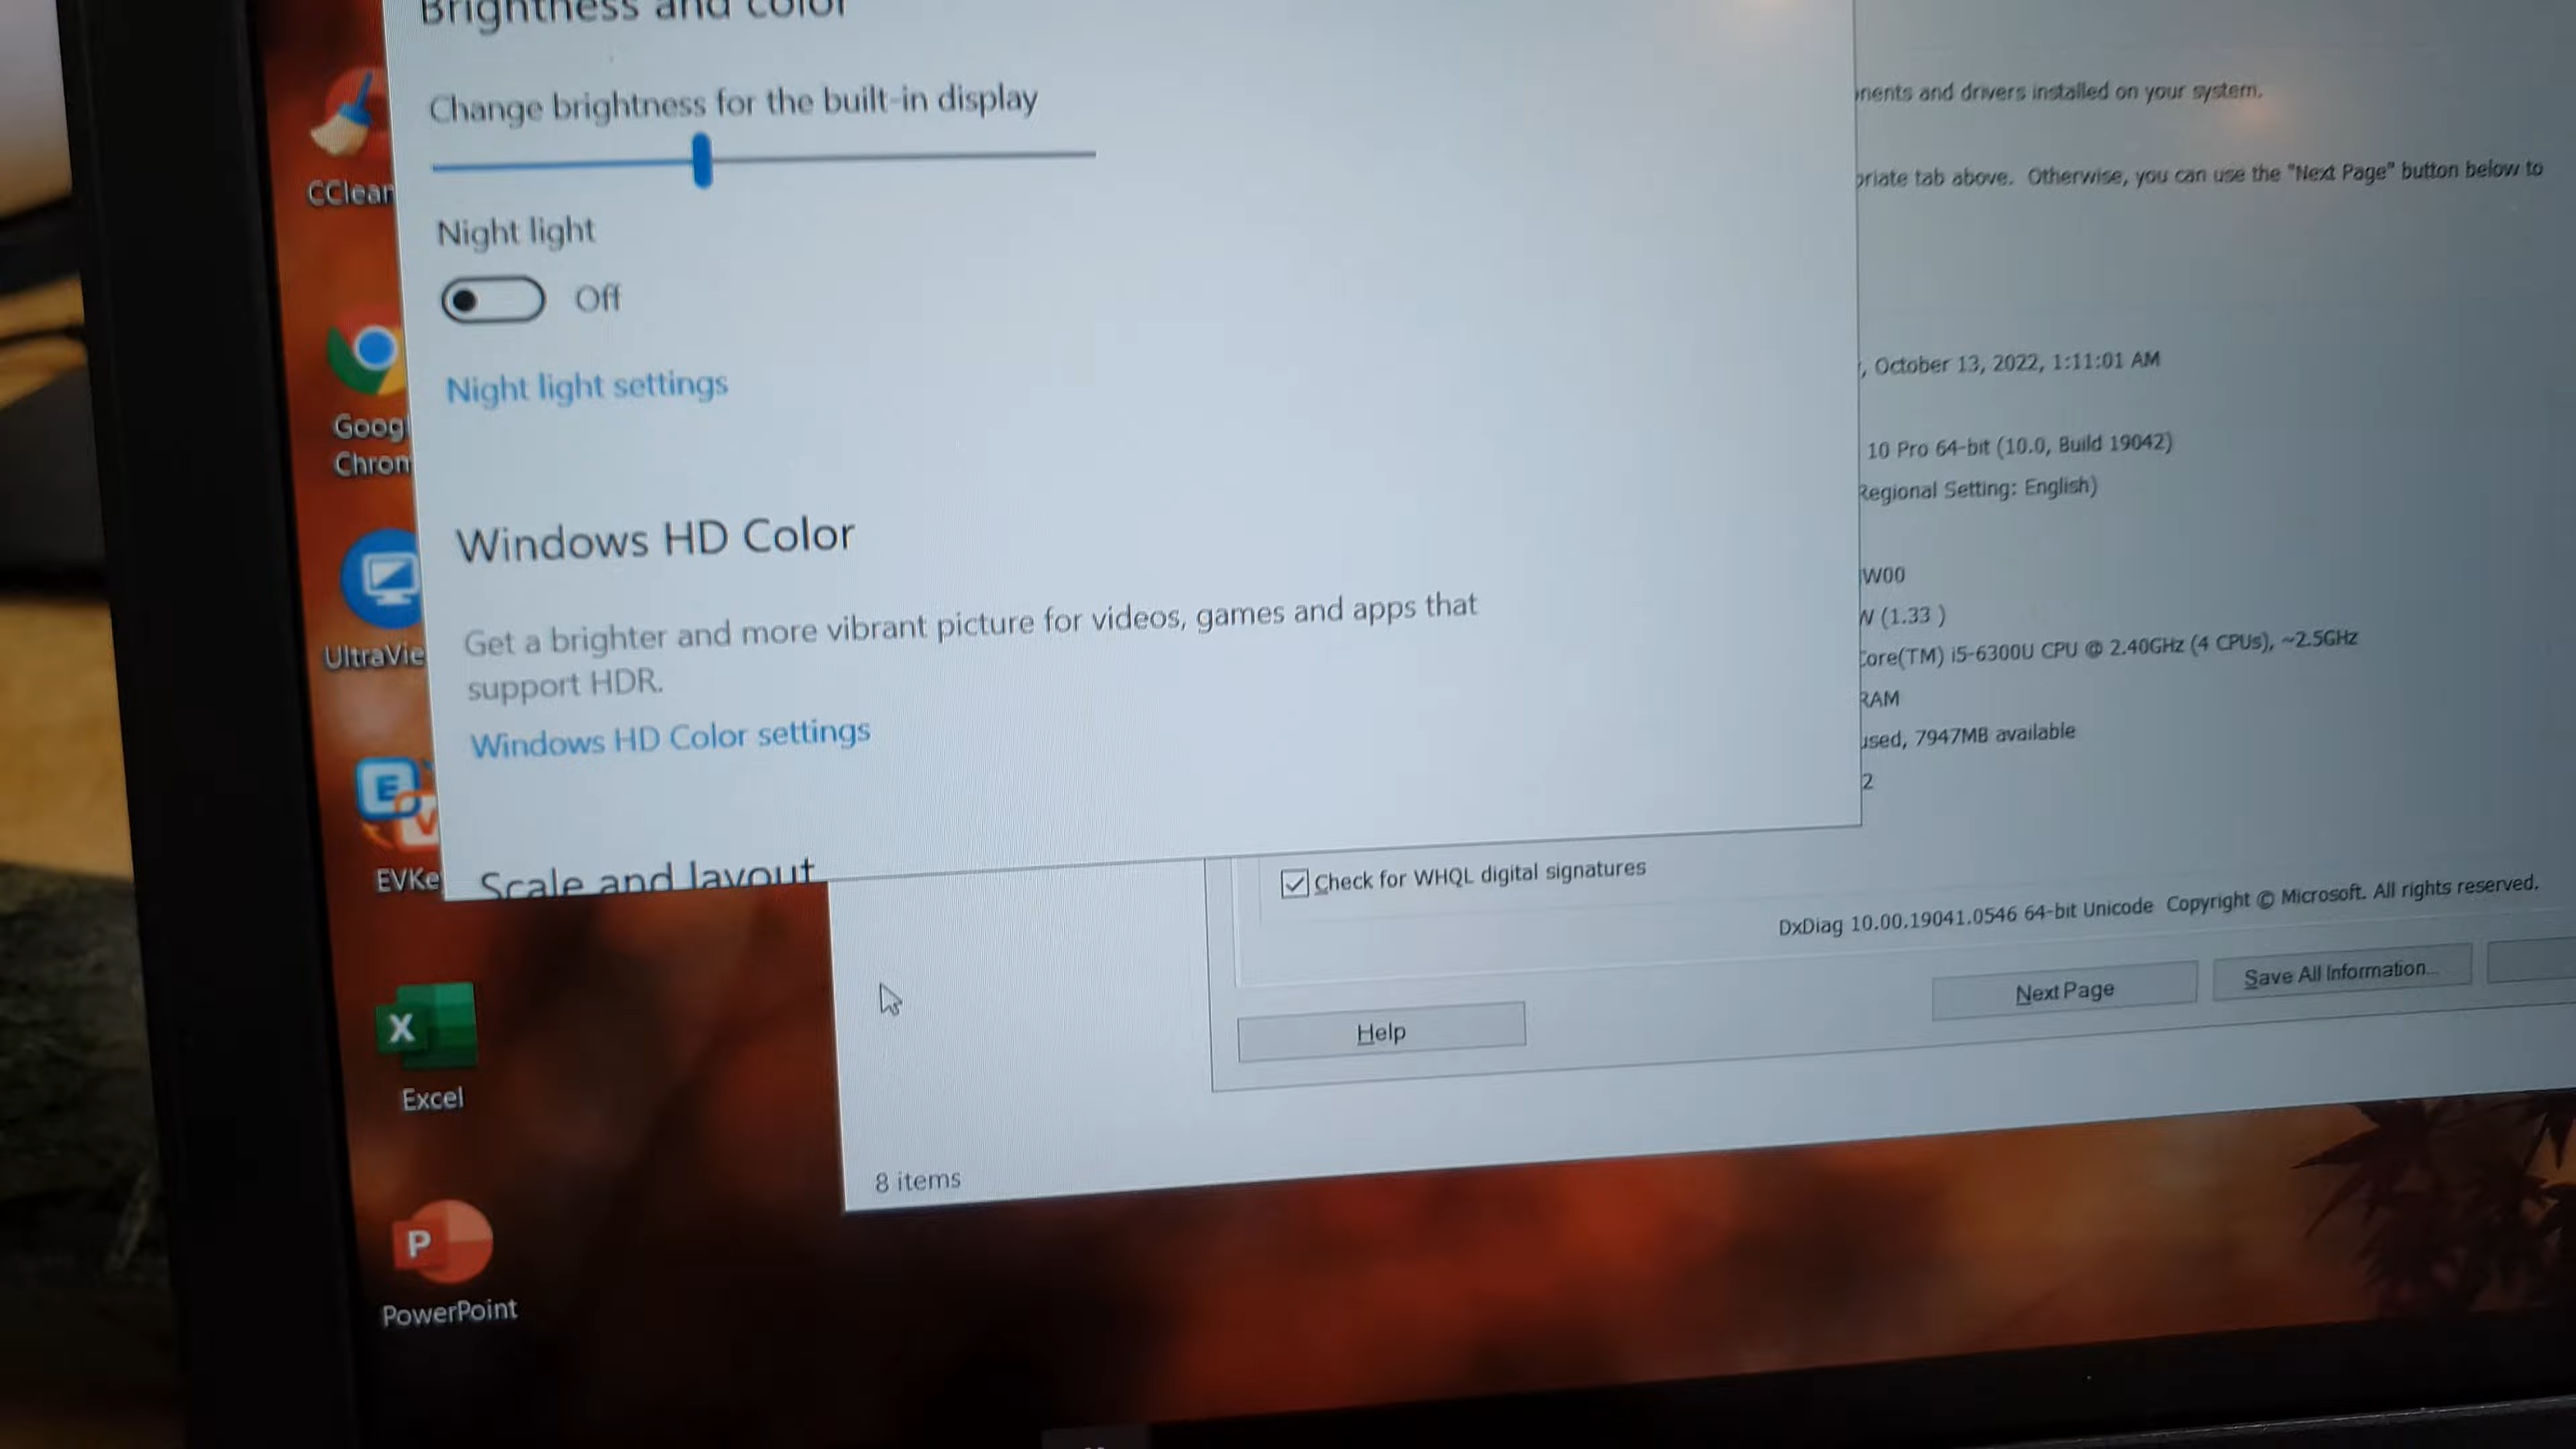 Brightness and color
Change brightness for the built-in display
Night light
Off
Night light settings
Windows HD Color
Get a brighter and more vibrant picture for videos, games and apps that
support HDR.
Windows HD Color settings
Scale and layout
CClean
Googl
Chrom
UltraVie
E
V
EVKe
X
Excel
P
PowerPoint
nents and drivers installed on your system.
priate tab above. Otherwise, you can use the "Next Page" button below to
, October 13, 2022, 1:11:01 AM
10 Pro 64-bit (10.0, Build 19042)
Regional Setting: English)
W00
W (1.33 )
Core(TM) i5-6300U CPU @ 2.40GHz (4 CPUs), ~2.5GHz
RAM
used, 7947MB available
2
Check for WHQL digital signatures
DxDiag 10.00.19041.0546 64-bit Unicode Copyright © Microsoft. All rights reserved.
Help
Next Page
Save All Information...
8 items